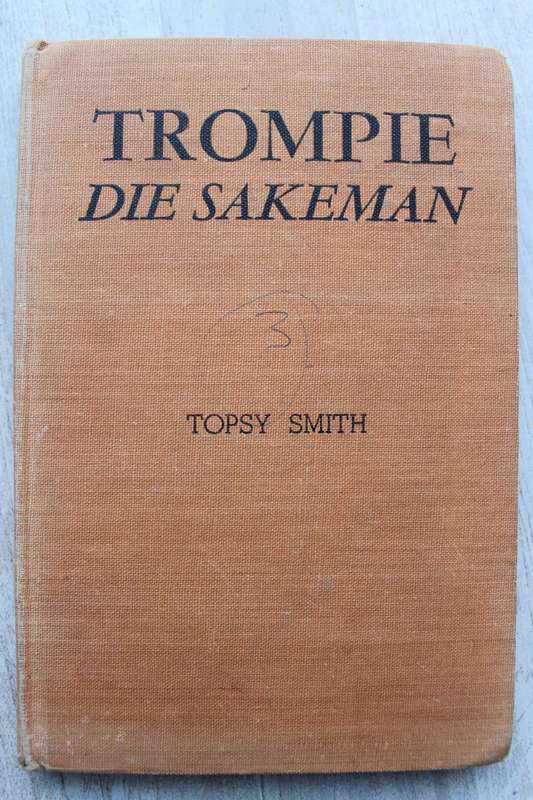 TROMPIE
DIE SAKEMAN
3
TOPSY SMITH